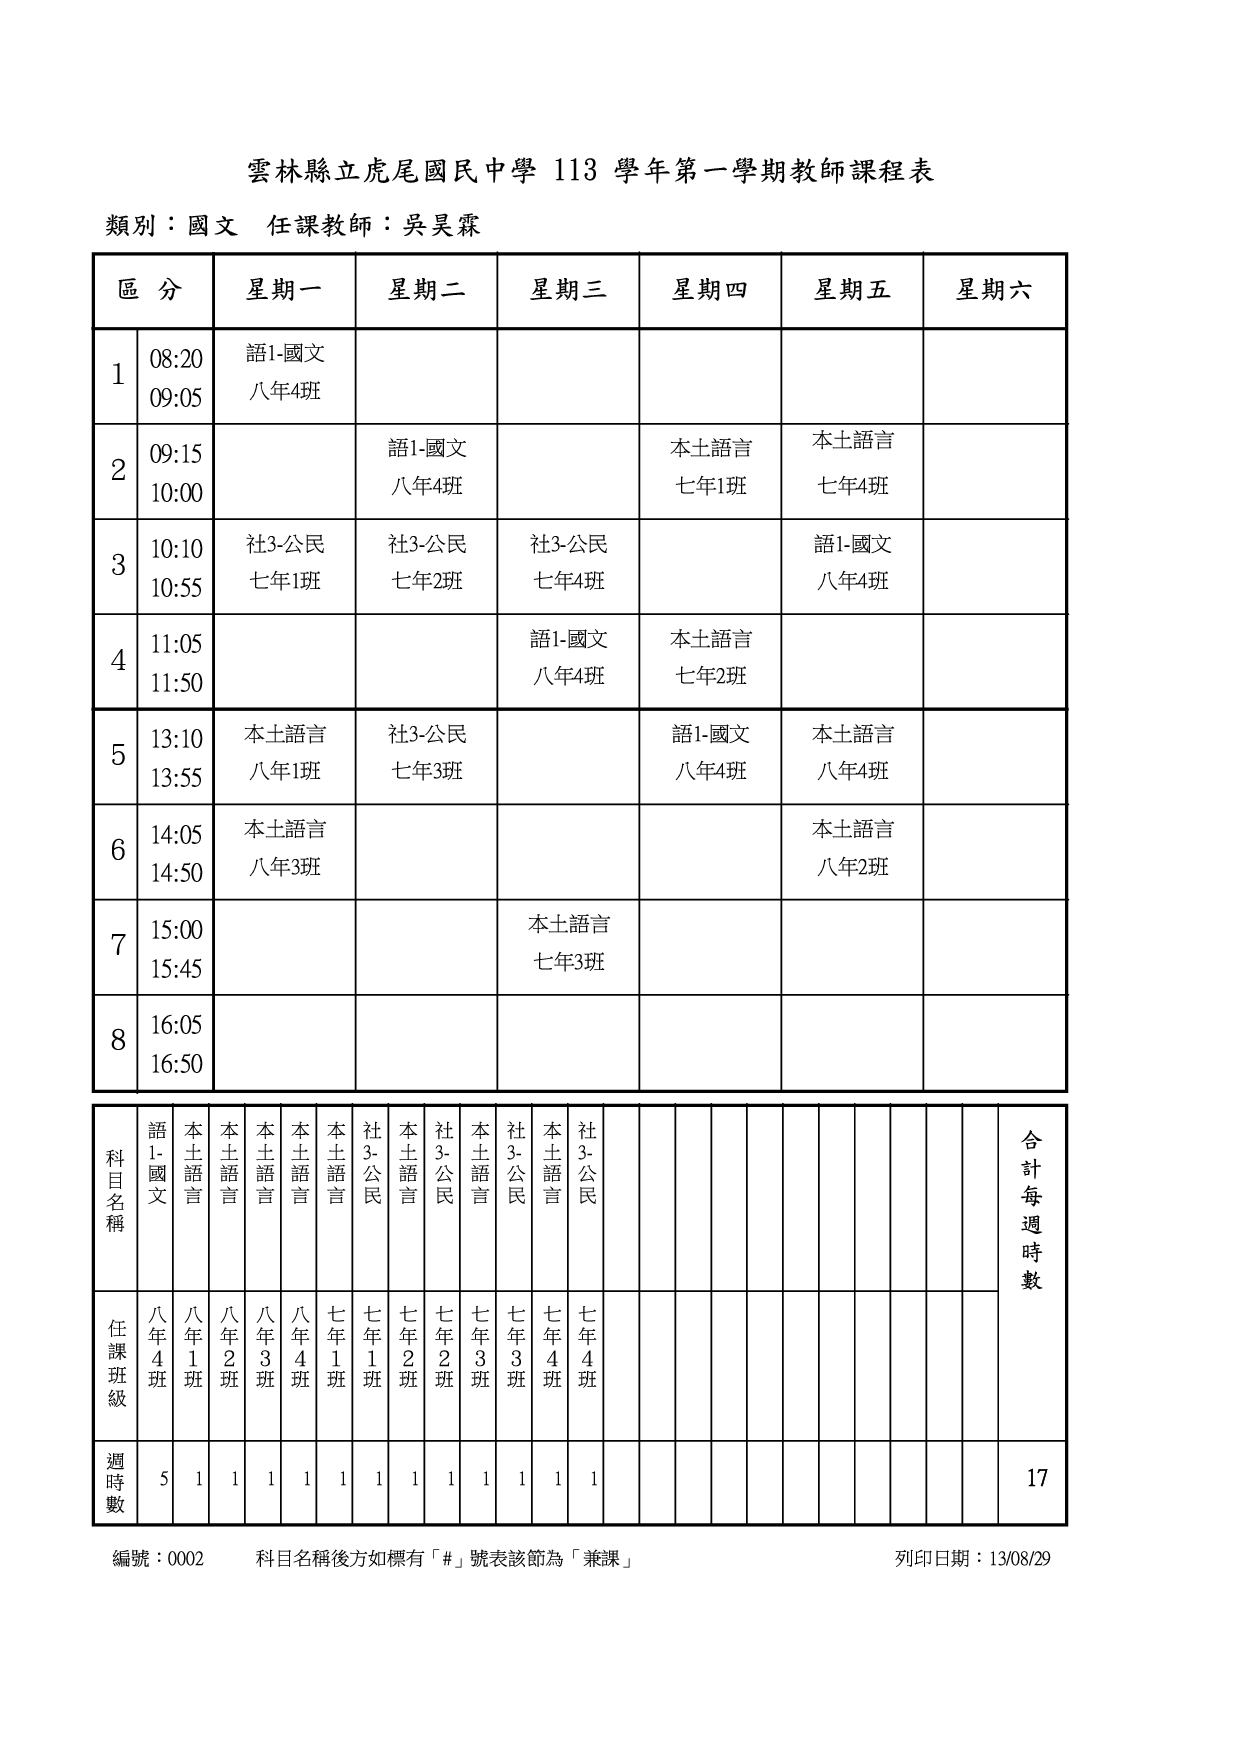 雲林縣立虎尾國民中學 113 學年第一學期教師課程表
類別：國文　任課教師：吳昊霖
區 分 星期一 星期二 星期三 星期四 星期五 星期六
1 08:20 09:05 語1-國文 八年4班
2 09:15 10:00 語1-國文 八年4班 本土語言 七年1班 本土語言 七年4班
3 10:10 10:55 社3-公民 七年1班 社3-公民 七年2班 社3-公民 七年4班 語1-國文 八年4班
4 11:05 11:50 語1-國文 八年4班 本土語言 七年2班
5 13:10 13:55 本土語言 八年1班 社3-公民 七年3班 語1-國文 八年4班 本土語言 八年4班
6 14:05 14:50 本土語言 八年3班 本土語言 八年2班
7 15:00 15:45 本土語言 七年3班
8 16:05 16:50
科目名稱 語1-國文 本土語言 本土語言 本土語言 本土語言 本土語言 社3-公民 本土語言 社3-公民 本土語言 社3-公民 本土語言 社3-公民 合計每週時數
任課班級 八年4班 八年1班 八年2班 八年3班 八年4班 七年1班 七年1班 七年2班 七年2班 七年3班 七年3班 七年4班 七年4班
週時數 5 1 1 1 1 1 1 1 1 1 1 1 1 17
編號：0002 科目名稱後方如標有「#」號表該節為「兼課」 列印日期：13/08/29